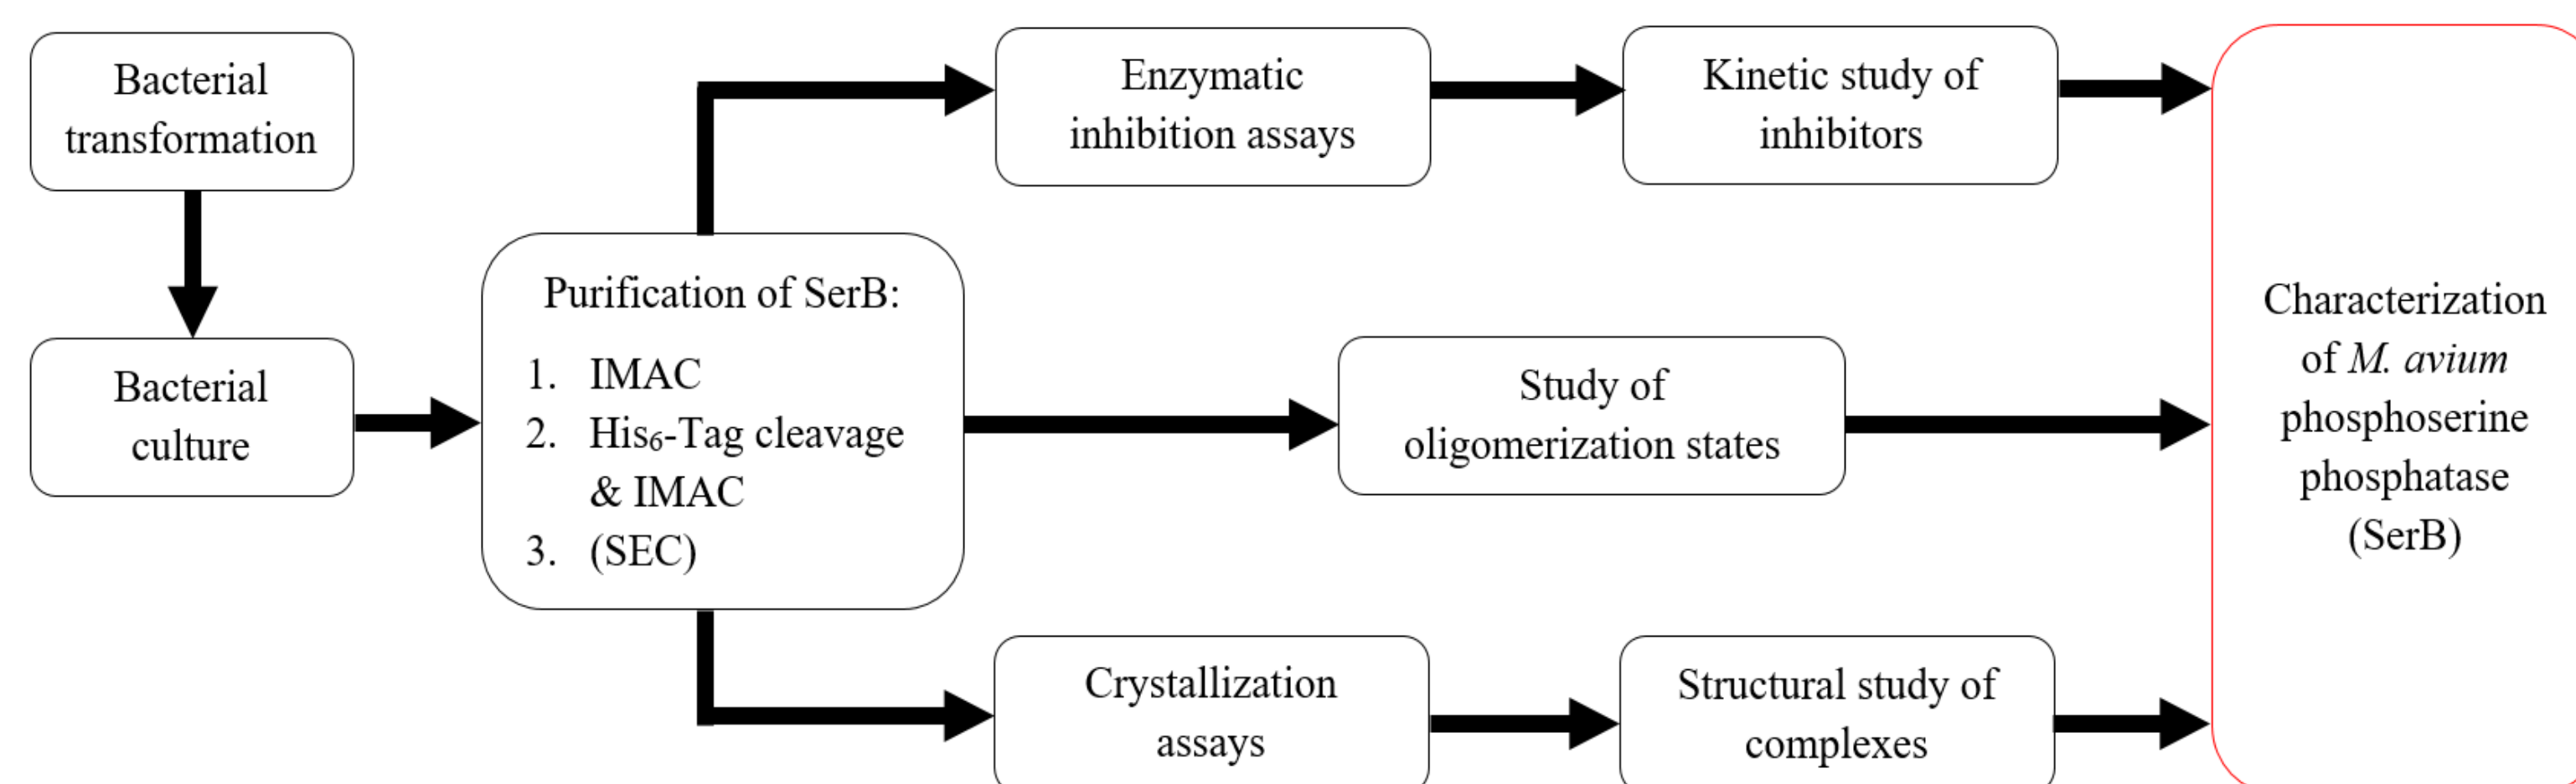 Bacterial
transformation
Bacterial
culture
Purification of SerB:
1. IMAC
2. His₆-Tag cleavage
& IMAC
3. (SEC)
Enzymatic
inhibition assays
Kinetic study of
inhibitors
Study of
oligomerization states
Crystallization
assays
Structural study of
complexes
Characterization
of M. avium
phosphoserine
phosphatase
(SerB)